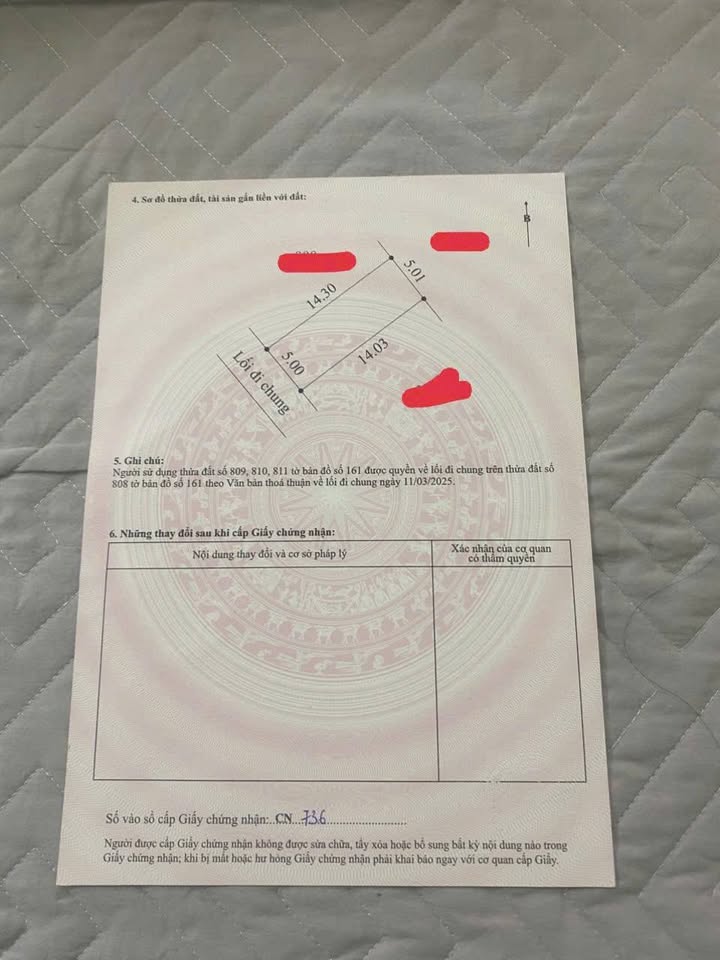 4. Sơ đồ thửa đất, tài sản gắn liền với đất:
B
5.01
14.30
14.03
5.00
Lối đi chung
5. Ghi chú:
Người sử dụng thửa đất số 809, 810, 811 tờ bản đồ số 161 được quyền về lối đi chung trên thửa đất số
808 tờ bản đồ số 161 theo Văn bản thoả thuận về lối đi chung ngày 11/03/2025.
6. Những thay đổi sau khi cấp Giấy chứng nhận:
Nội dung thay đổi và cơ sở pháp lý
Xác nhận của cơ quan
có thẩm quyền
Số vào sổ cấp Giấy chứng nhận:..CN...736........................
Người được cấp Giấy chứng nhận không được sửa chữa, tẩy xóa hoặc bổ sung bất kỳ nội dung nào trong
Giấy chứng nhận; khi bị mất hoặc hư hỏng Giấy chứng nhận phải khai báo ngay với cơ quan cấp Giấy.